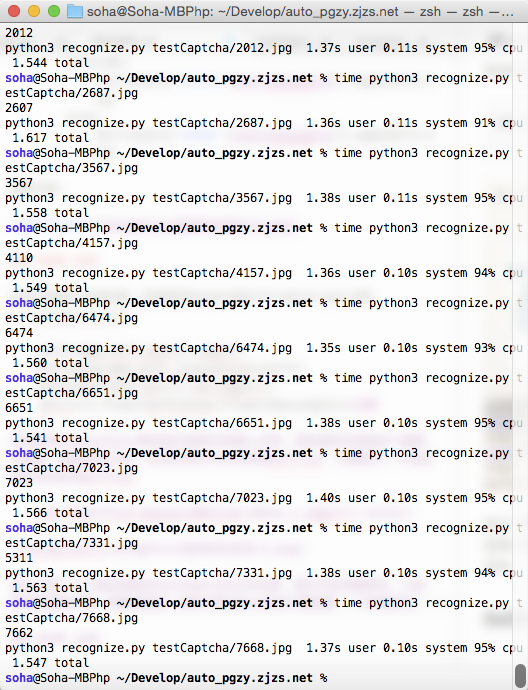 soha@Soha-MBPhp: ~/Develop/auto_pgzy.zjzs.net — zsh — zsh —...
2012
python3 recognize.py testCaptcha/2012.jpg  1.37s user 0.11s system 95% cpu
 1.544 total
soha@Soha-MBPhp ~/Develop/auto_pgzy.zjzs.net % time python3 recognize.py t
estCaptcha/2687.jpg
2607
python3 recognize.py testCaptcha/2687.jpg  1.36s user 0.11s system 91% cpu
 1.617 total
soha@Soha-MBPhp ~/Develop/auto_pgzy.zjzs.net % time python3 recognize.py t
estCaptcha/3567.jpg
3567
python3 recognize.py testCaptcha/3567.jpg  1.38s user 0.11s system 95% cpu
 1.558 total
soha@Soha-MBPhp ~/Develop/auto_pgzy.zjzs.net % time python3 recognize.py t
estCaptcha/4157.jpg
4110
python3 recognize.py testCaptcha/4157.jpg  1.36s user 0.10s system 94% cpu
 1.549 total
soha@Soha-MBPhp ~/Develop/auto_pgzy.zjzs.net % time python3 recognize.py t
estCaptcha/6474.jpg
6474
python3 recognize.py testCaptcha/6474.jpg  1.35s user 0.10s system 93% cpu
 1.560 total
soha@Soha-MBPhp ~/Develop/auto_pgzy.zjzs.net % time python3 recognize.py t
estCaptcha/6651.jpg
6651
python3 recognize.py testCaptcha/6651.jpg  1.38s user 0.10s system 95% cpu
 1.541 total
soha@Soha-MBPhp ~/Develop/auto_pgzy.zjzs.net % time python3 recognize.py t
estCaptcha/7023.jpg
7023
python3 recognize.py testCaptcha/7023.jpg  1.40s user 0.10s system 95% cpu
 1.566 total
soha@Soha-MBPhp ~/Develop/auto_pgzy.zjzs.net % time python3 recognize.py t
estCaptcha/7331.jpg
5311
python3 recognize.py testCaptcha/7331.jpg  1.38s user 0.10s system 94% cpu
 1.563 total
soha@Soha-MBPhp ~/Develop/auto_pgzy.zjzs.net % time python3 recognize.py t
estCaptcha/7668.jpg
7662
python3 recognize.py testCaptcha/7668.jpg  1.37s user 0.10s system 95% cpu
 1.547 total
soha@Soha-MBPhp ~/Develop/auto_pgzy.zjzs.net %